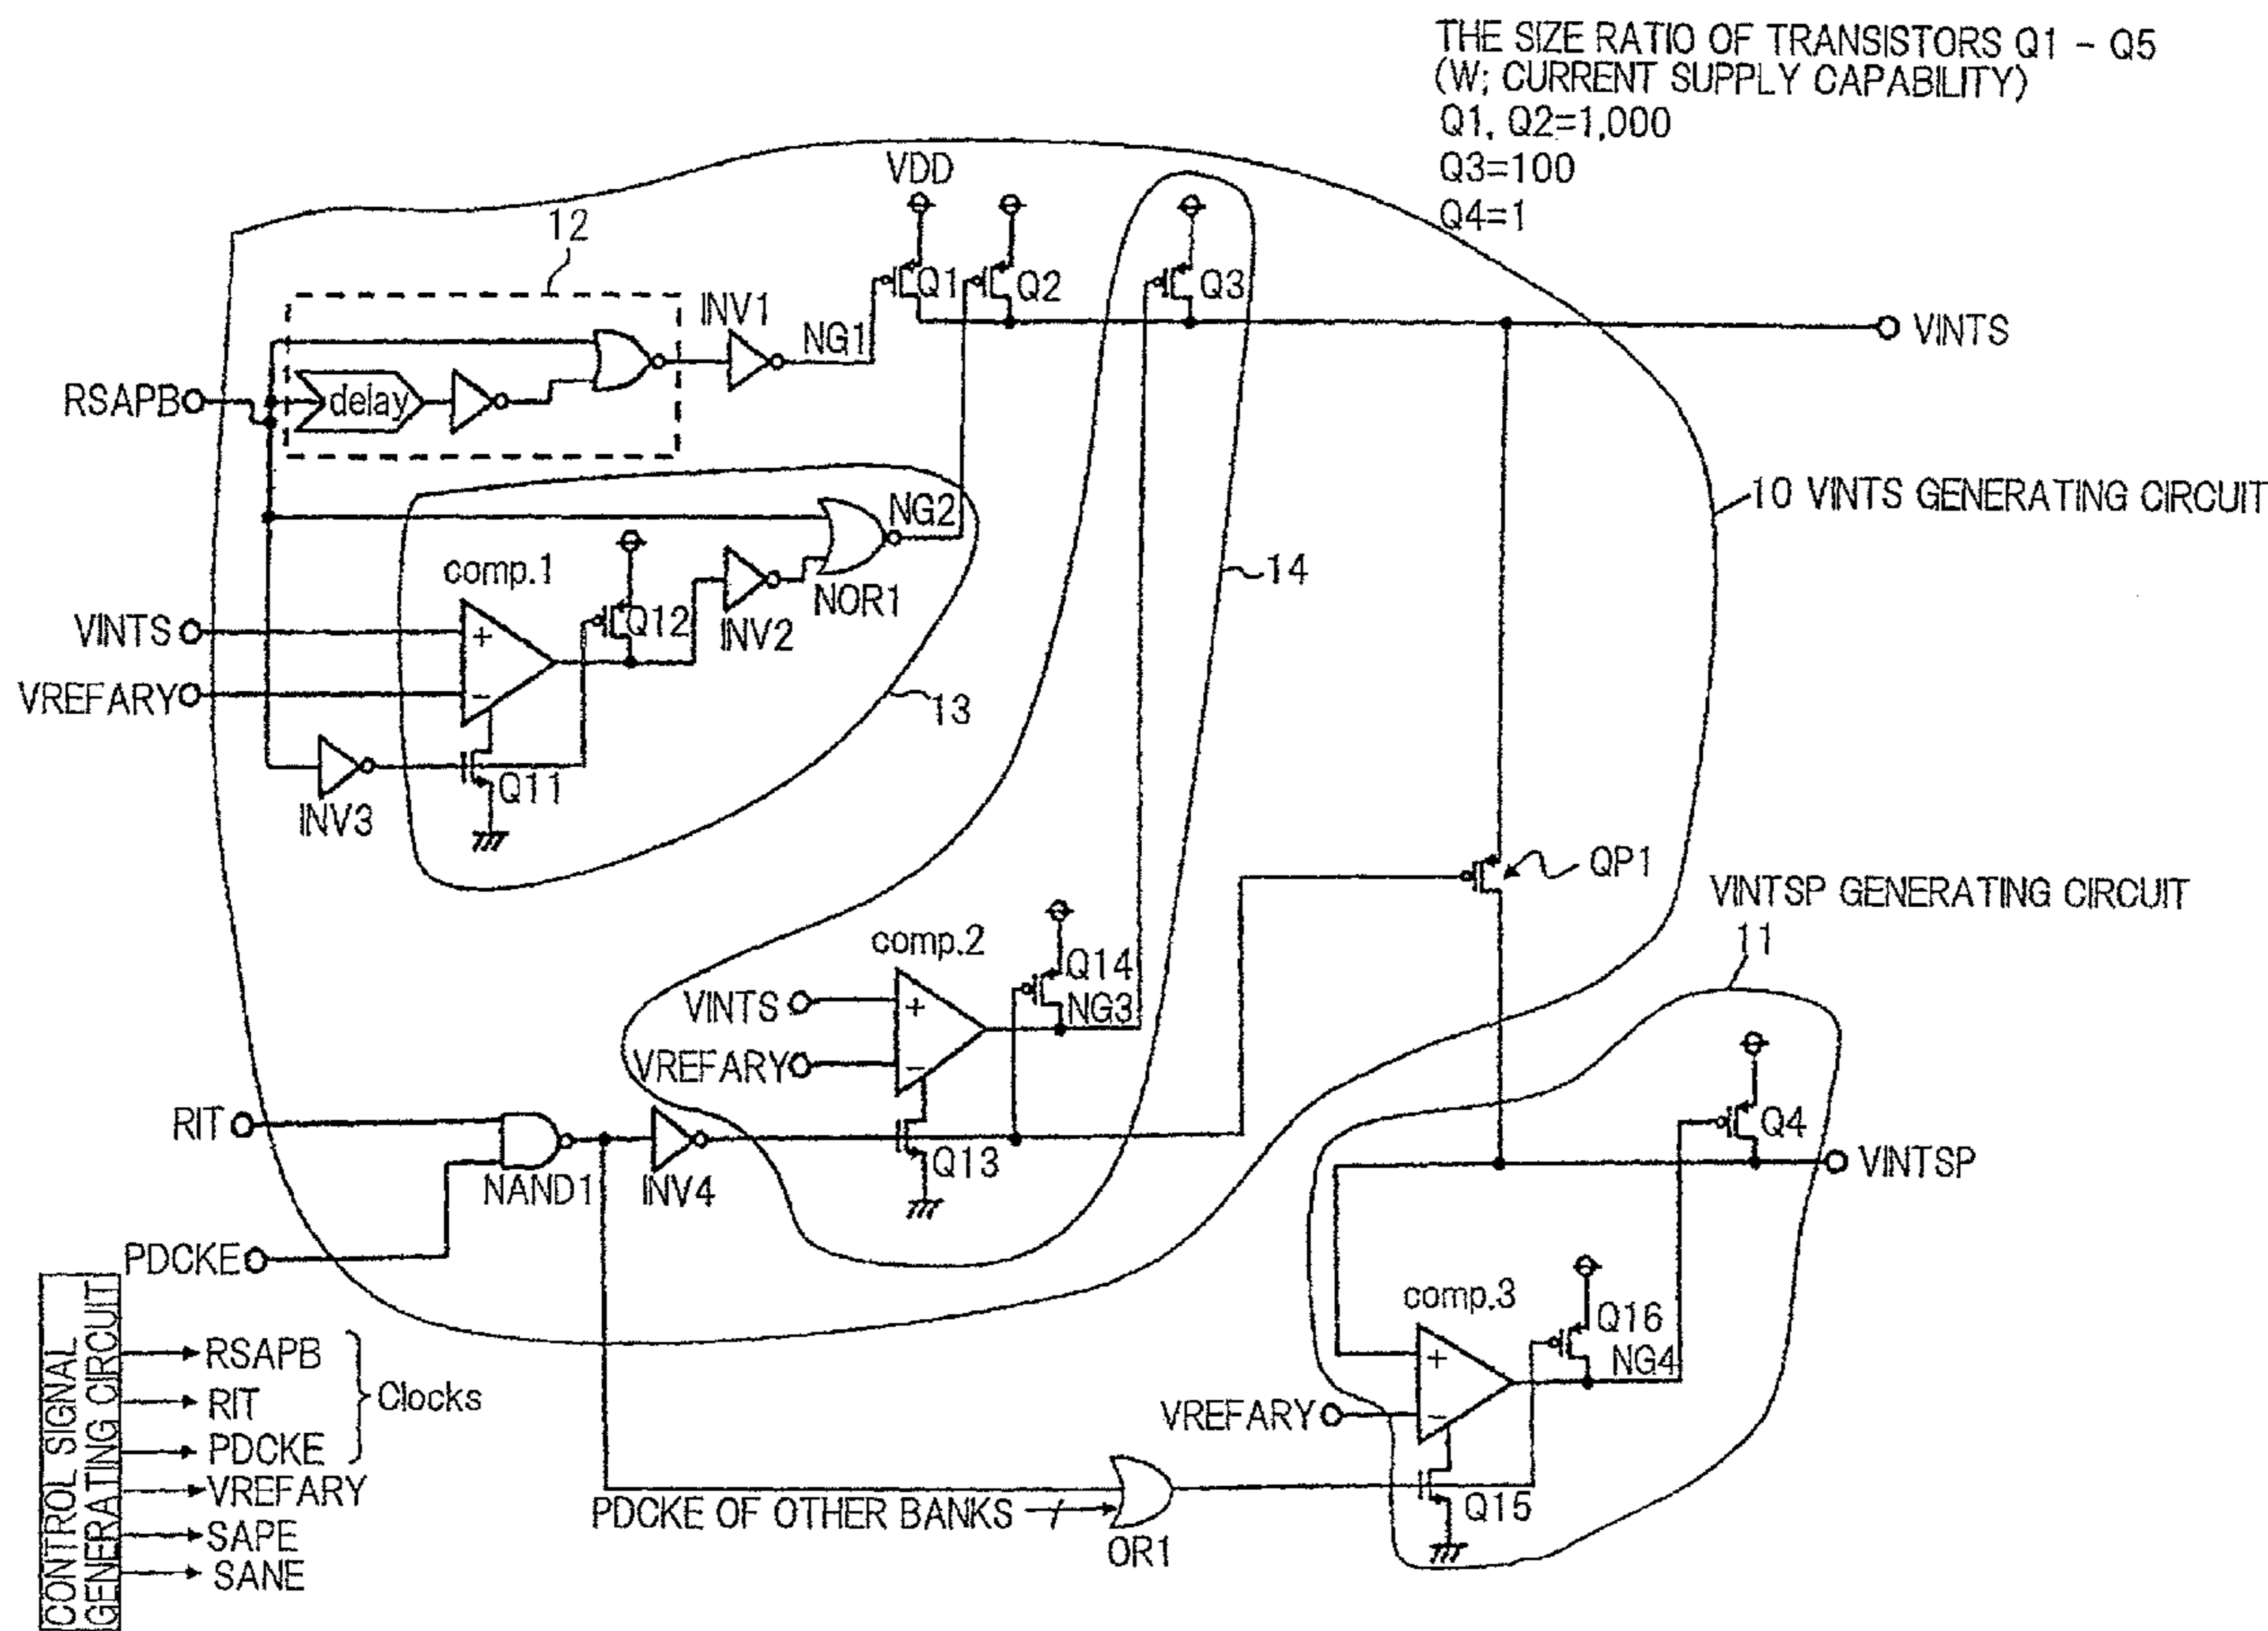 THE SIZE RATIO OF TRANSISTORS Q1 - Q5
(W; CURRENT SUPPLY CAPABILITY)
Q1, Q2=1,000
Q3=100
Q4=1
VDD
12
Q1
Q2
Q3
INV1
NG1
VINTS
RSAPB
delay
10 VINTS GENERATING CIRCUIT
NG2
comp.1
14
Q12
NOR1
VINTS
+
INV2
VREFARY
-
13
Q11
INV3
QP1
VINTSP GENERATING CIRCUIT
11
comp.2
Q14
VINTS
+
NG3
VREFARY
-
Q4
RIT
Q13
VINTSP
NAND1
INV4
PDCKE
CONTROL SIGNAL
GENERATING CIRCUIT
comp.3
Q16
RSAPB
+
NG4
RIT
Clocks
VREFARY
-
PDCKE
VREFARY
PDCKE OF OTHER BANKS
Q15
SAPE
OR1
SANE